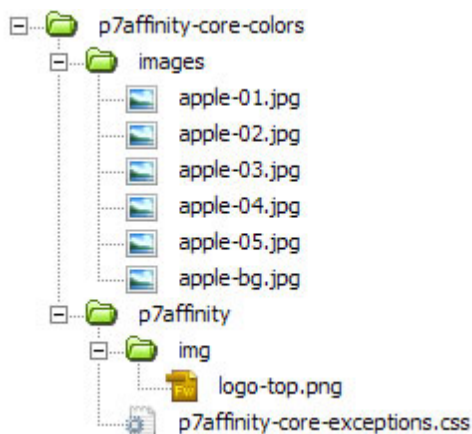 p7affinity-core-colors
images
apple-01.jpg
apple-02.jpg
apple-03.jpg
apple-04.jpg
apple-05.jpg
apple-bg.jpg
p7affinity
img
Fw logo-top.png
p7affinity-core-exceptions.css